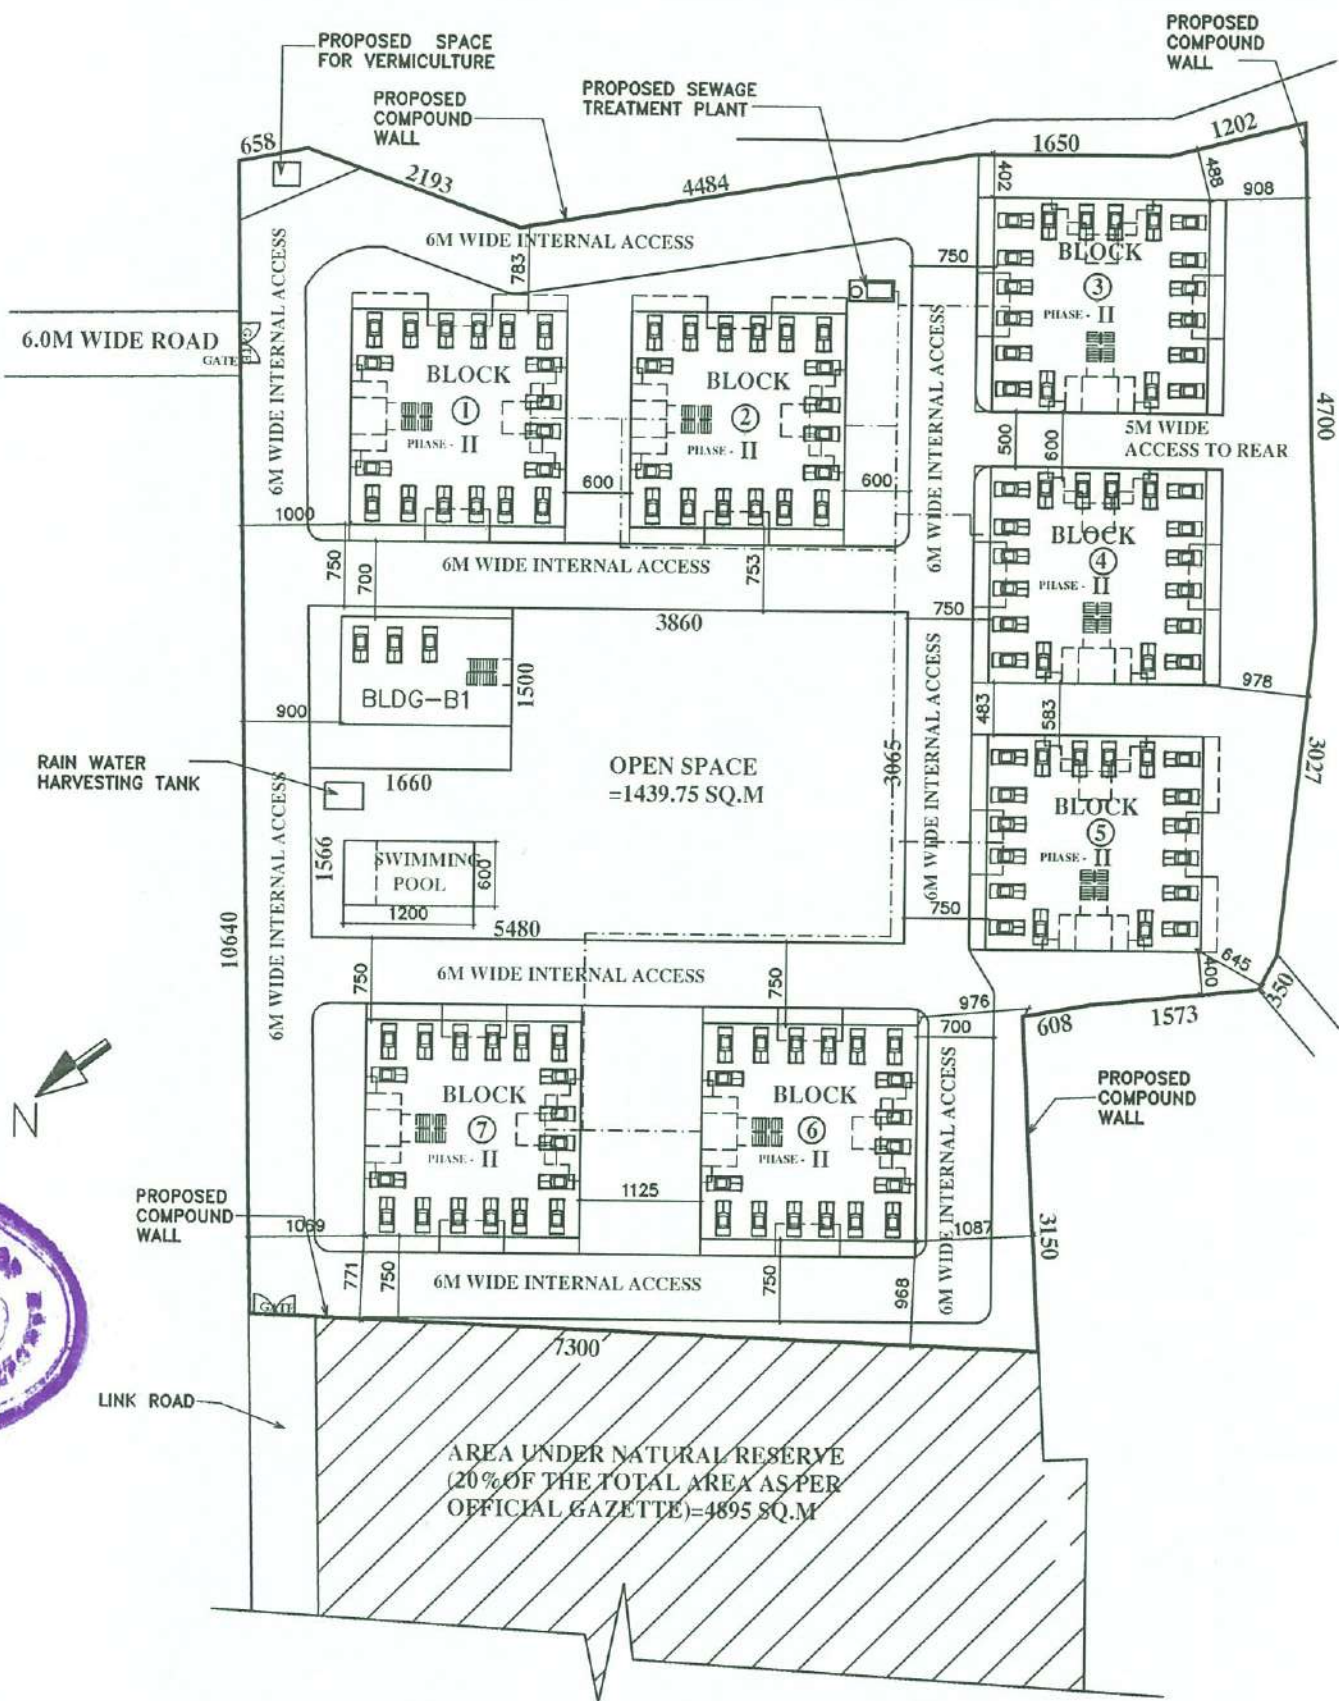 PROPOSED SPACE
FOR VERMICULTURE
PROPOSED
COMPOUND
WALL
PROPOSED SEWAGE
TREATMENT PLANT
PROPOSED
COMPOUND
WALL
658
2193
4484
1650
1202
402
488
908
6M WIDE INTERNAL ACCESS
783
6M WIDE INTERNAL ACCESS
750
BLOCK
3
PHASE - II
6.0M WIDE ROAD
GATE
GATE
BLOCK
1
PHASE - II
BLOCK
2
PHASE - II
6M WIDE INTERNAL ACCESS
4700
500
600
5M WIDE
ACCESS TO REAR
600
600
1000
750
700
6M WIDE INTERNAL ACCESS
753
BLOCK
4
PHASE - II
750
3860
1500
BLDG-B1
900
978
483
583
6M WIDE INTERNAL ACCESS
3065
3027
RAIN WATER
HARVESTING TANK
1660
OPEN SPACE
=1439.75 SQ.M
BLOCK
5
PHASE - II
6M WIDE INTERNAL ACCESS
1566
SWIMMING
POOL
600
1200
5480
750
10640
750
6M WIDE INTERNAL ACCESS
750
400
645
350
976
700
608
1573
N
BLOCK
7
PHASE - II
BLOCK
6
PHASE - II
6M WIDE INTERNAL ACCESS
PROPOSED
COMPOUND
WALL
PROPOSED
COMPOUND
WALL
1125
1069
1087
3150
771
750
6M WIDE INTERNAL ACCESS
750
968
GATE
7300
LINK ROAD
AREA UNDER NATURAL RESERVE
(20% OF THE TOTAL AREA AS PER
OFFICIAL GAZETTE)=4895 SQ.M